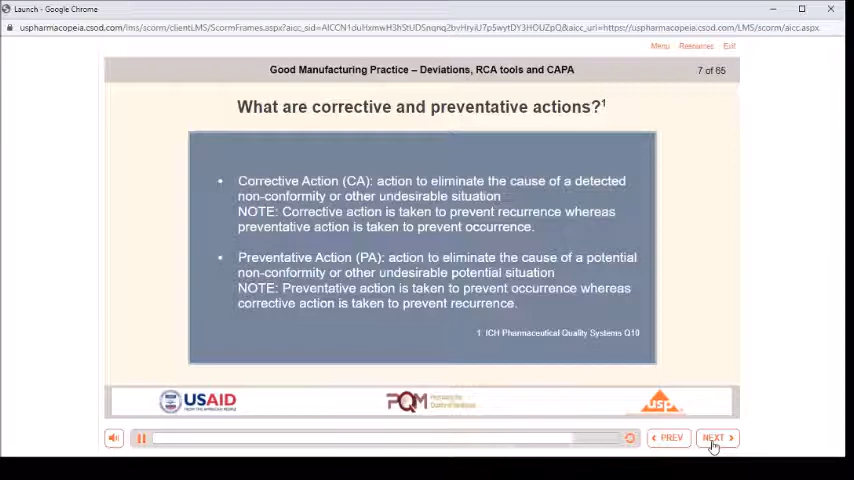 Launch - Google Chrome
Menu Resources Exit
Good Manufacturing Practice – Deviations, RCA tools and CAPA
7 of 65
What are corrective and preventative actions?¹
• Corrective Action (CA): action to eliminate the cause of a detected
non-conformity or other undesirable situation
NOTE: Corrective action is taken to prevent recurrence whereas
preventative action is taken to prevent occurrence.
• Preventative Action (PA): action to eliminate the cause of a potential
non-conformity or other undesirable potential situation
NOTE: Preventative action is taken to prevent occurrence whereas
corrective action is taken to prevent recurrence.
1. ICH Pharmaceutical Quality Systems Q10
USAID
FROM THE AMERICAN PEOPLE
PQM
usp
PREV
NEXT